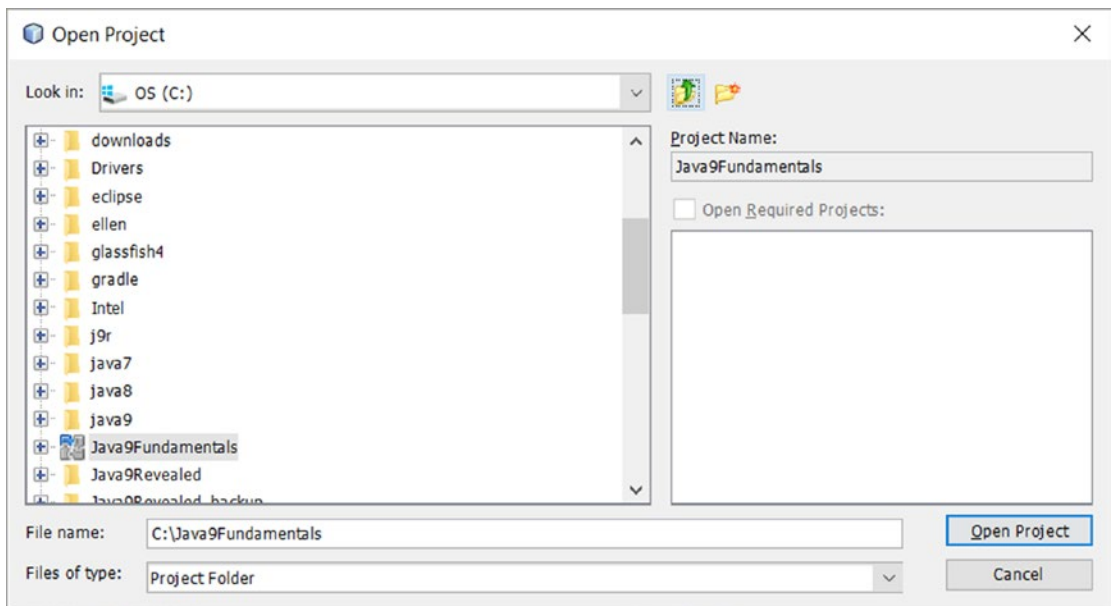 Open Project
Look in: OS (C:)
downloads
Drivers
eclipse
ellen
glassfish4
gradle
Intel
j9r
java7
java8
java9
Java9Fundamentals
Java9Revealed
Java9Revealed_backup
Project Name:
Java9Fundamentals
Open Required Projects:
File name: C:\Java9Fundamentals
Open Project
Files of type: Project Folder
Cancel